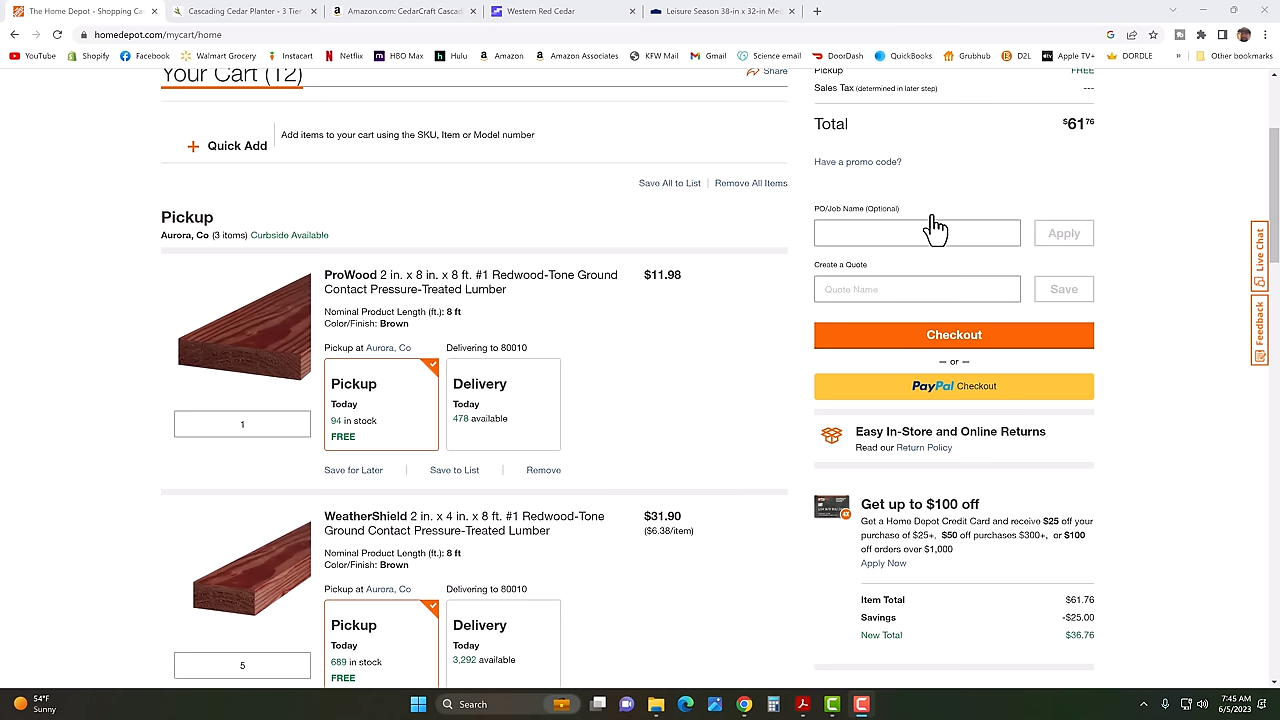 The Home Depot - Shopping Ca
Cascading Cedar Planter - 3 Tier
Amazon.com: CedarCraft Cascad
Western Red Cedar
Leisure Season 38-in x 32-in Med
homedepot.com/mycart/home
YouTube
Shopify
Facebook
Walmart Grocery
Instacart
Netflix
HBO Max
Hulu
Amazon
Amazon Associates
KFW Mail
Gmail
Science email
DoorDash
QuickBooks
Grubhub
D2L
Apple TV+
DORDLE
»
Other bookmarks
Your Cart (12)
Share
Quick Add
Add items to your cart using the SKU, Item or Model number
Save All to List | Remove All Items
Pickup
Aurora, Co (3 items) Curbside Available
ProWood 2 in. x 8 in. x 8 ft. #1 Redwood-Tone Ground
Contact Pressure-Treated Lumber
$11.98
Nominal Product Length (ft.): 8 ft
Color/Finish: Brown
Pickup at Aurora, Co
Delivering to 80010
Pickup
Today
94 in stock
FREE
Delivery
Today
478 available
1
Save for Later | Save to List | Remove
WeatherShield 2 in. x 4 in. x 8 ft. #1 Redwood-Tone
Ground Contact Pressure-Treated Lumber
$31.90
($6.38/item)
Nominal Product Length (ft.): 8 ft
Color/Finish: Brown
Pickup at Aurora, Co
Delivering to 80010
Pickup
Today
689 in stock
FREE
Delivery
Today
3,292 available
5
Pickup FREE
Sales Tax (determined in later step) ---
Total $61.76
Have a promo code?
PO/Job Name (Optional)
Apply
Create a Quote
Quote Name
Save
Checkout
— or —
PayPal Checkout
Easy In-Store and Online Returns
Read our Return Policy
Get up to $100 off
Get a Home Depot Credit Card and receive $25 off your
purchase of $25+, $50 off purchases $300+, or $100
off orders over $1,000
Apply Now
Item Total $61.76
Savings -$25.00
New Total $36.76
Live Chat
Feedback
54°F
Sunny
Search
7:45 AM
6/5/2023